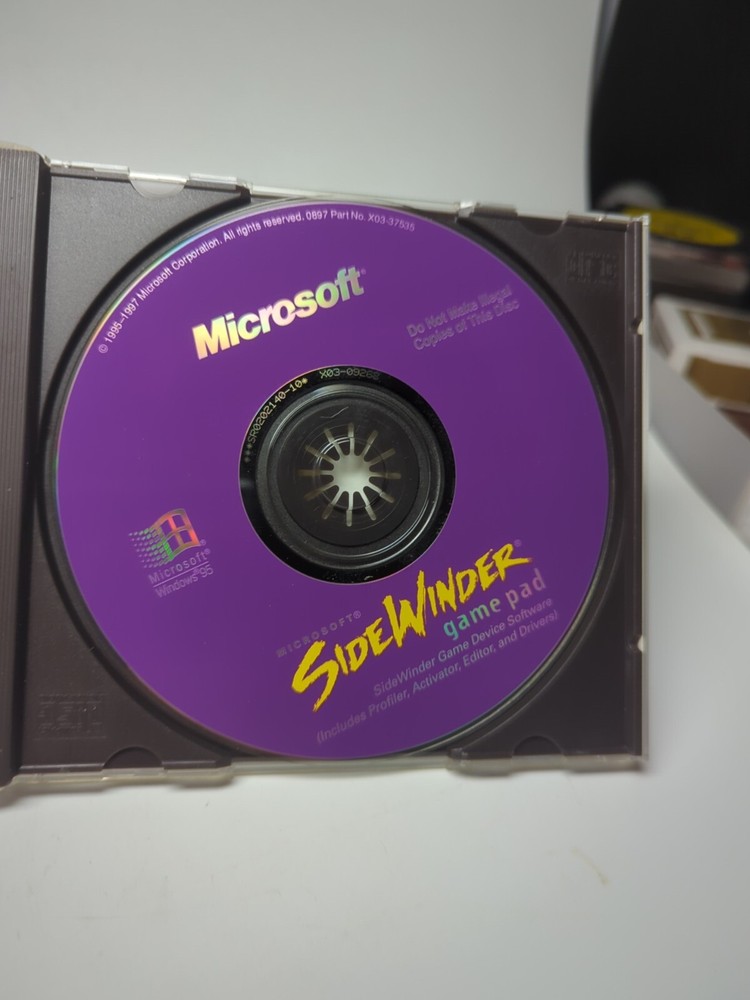 © 1995-1997 Microsoft Corporation. All rights reserved. 0897 Part No. X03-37535
Microsoft®
Do Not Make Illegal
Copies of This Disc
***SR0202140-10*
Microsoft®
Windows®95
MICROSOFT®
SIDEWINDER®
game pad
SideWinder Game Device Software
(Includes Profiler, Activator, Editor, and Drivers)